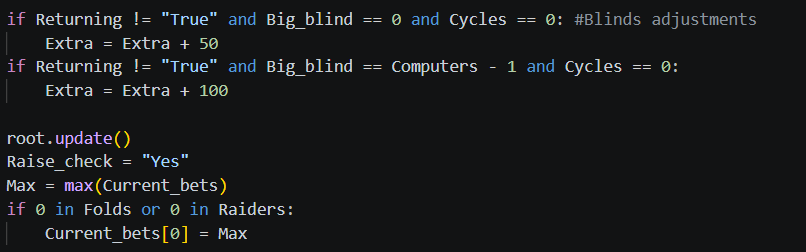 if Returning != "True" and Big_blind == 0 and Cycles == 0: #Blinds adjustments
    Extra = Extra + 50
if Returning != "True" and Big_blind == Computers - 1 and Cycles == 0:
    Extra = Extra + 100

root.update()
Raise_check = "Yes"
Max = max(Current_bets)
if 0 in Folds or 0 in Raiders:
    Current_bets[0] = Max